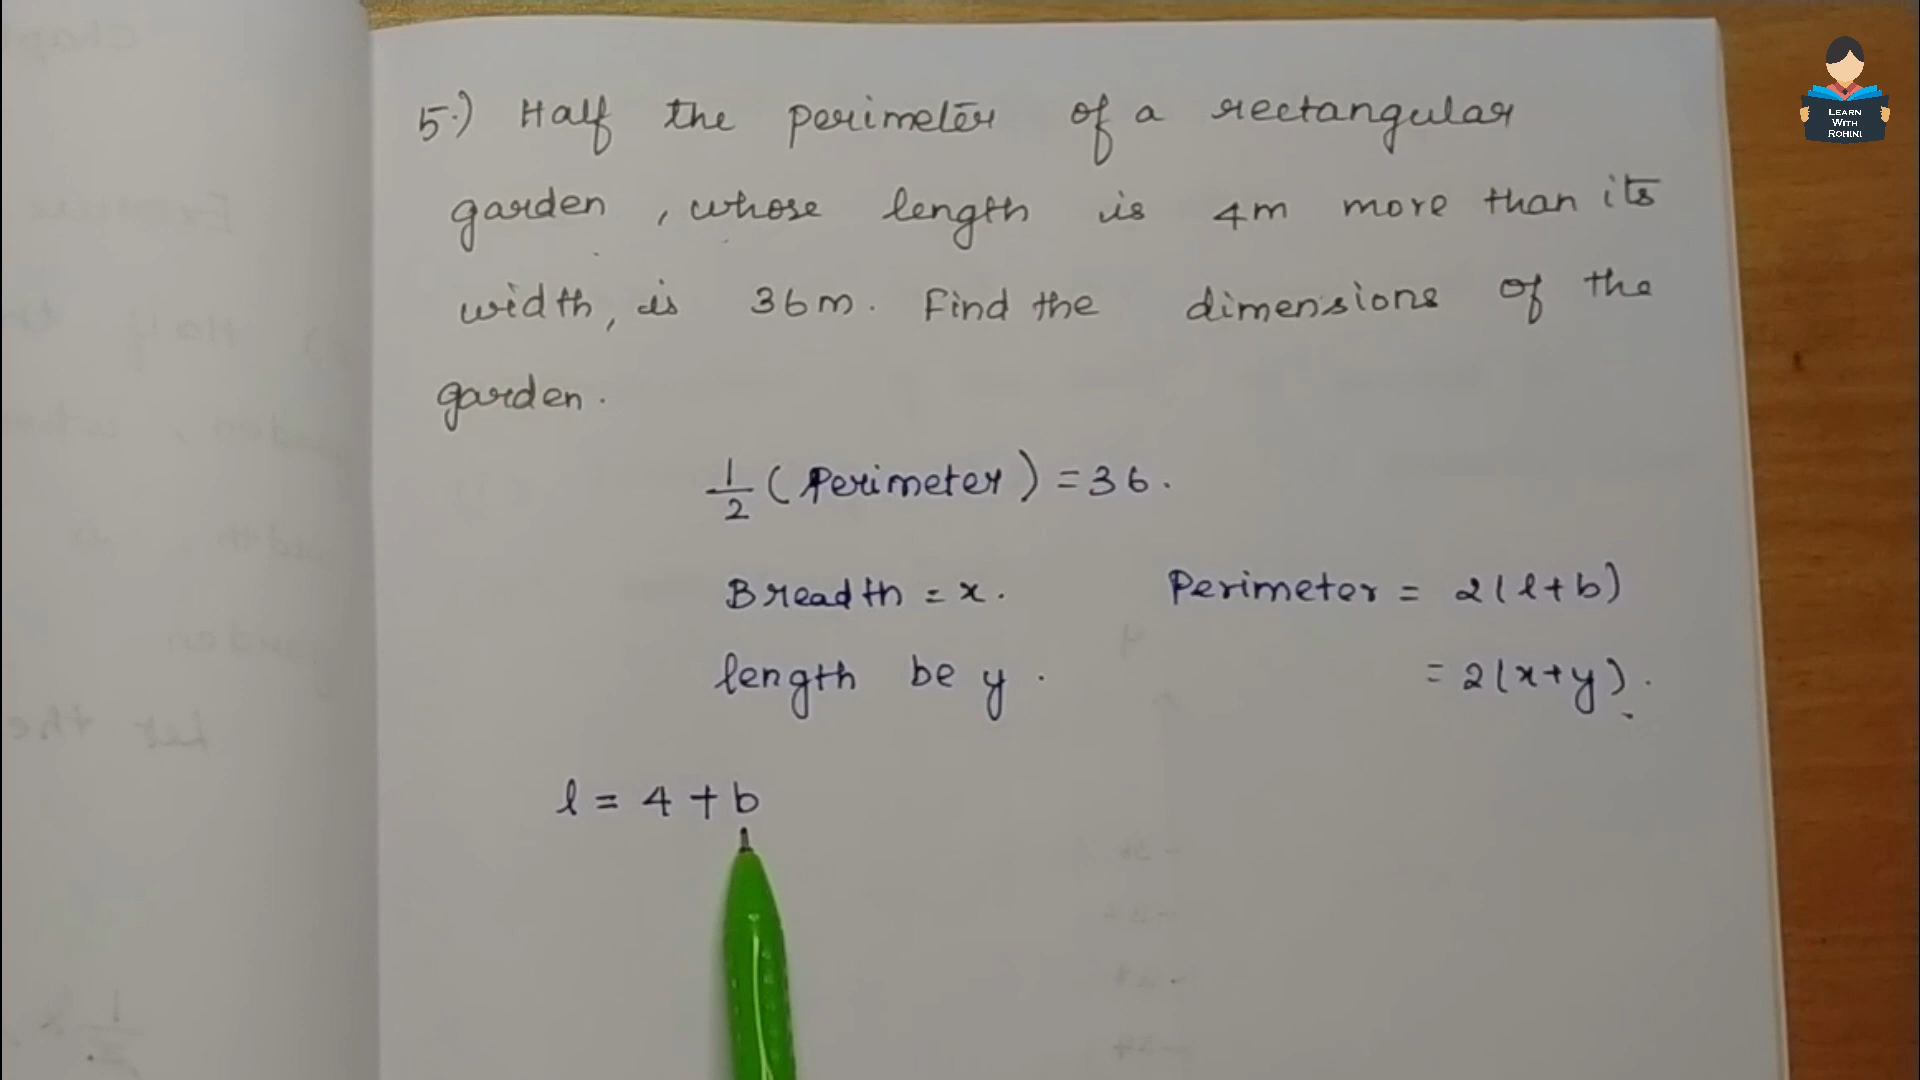 5.) Half the perimeter of a rectangular
garden, whose length is 4m more than its
width, is 36m. Find the dimensions of the
garden.
1/2 (Perimeter) = 36.
Breadth = x. Perimeter = 2(l+b)
length be y. = 2(x+y).
l = 4 + b
LEARN
WITH
ROHINI